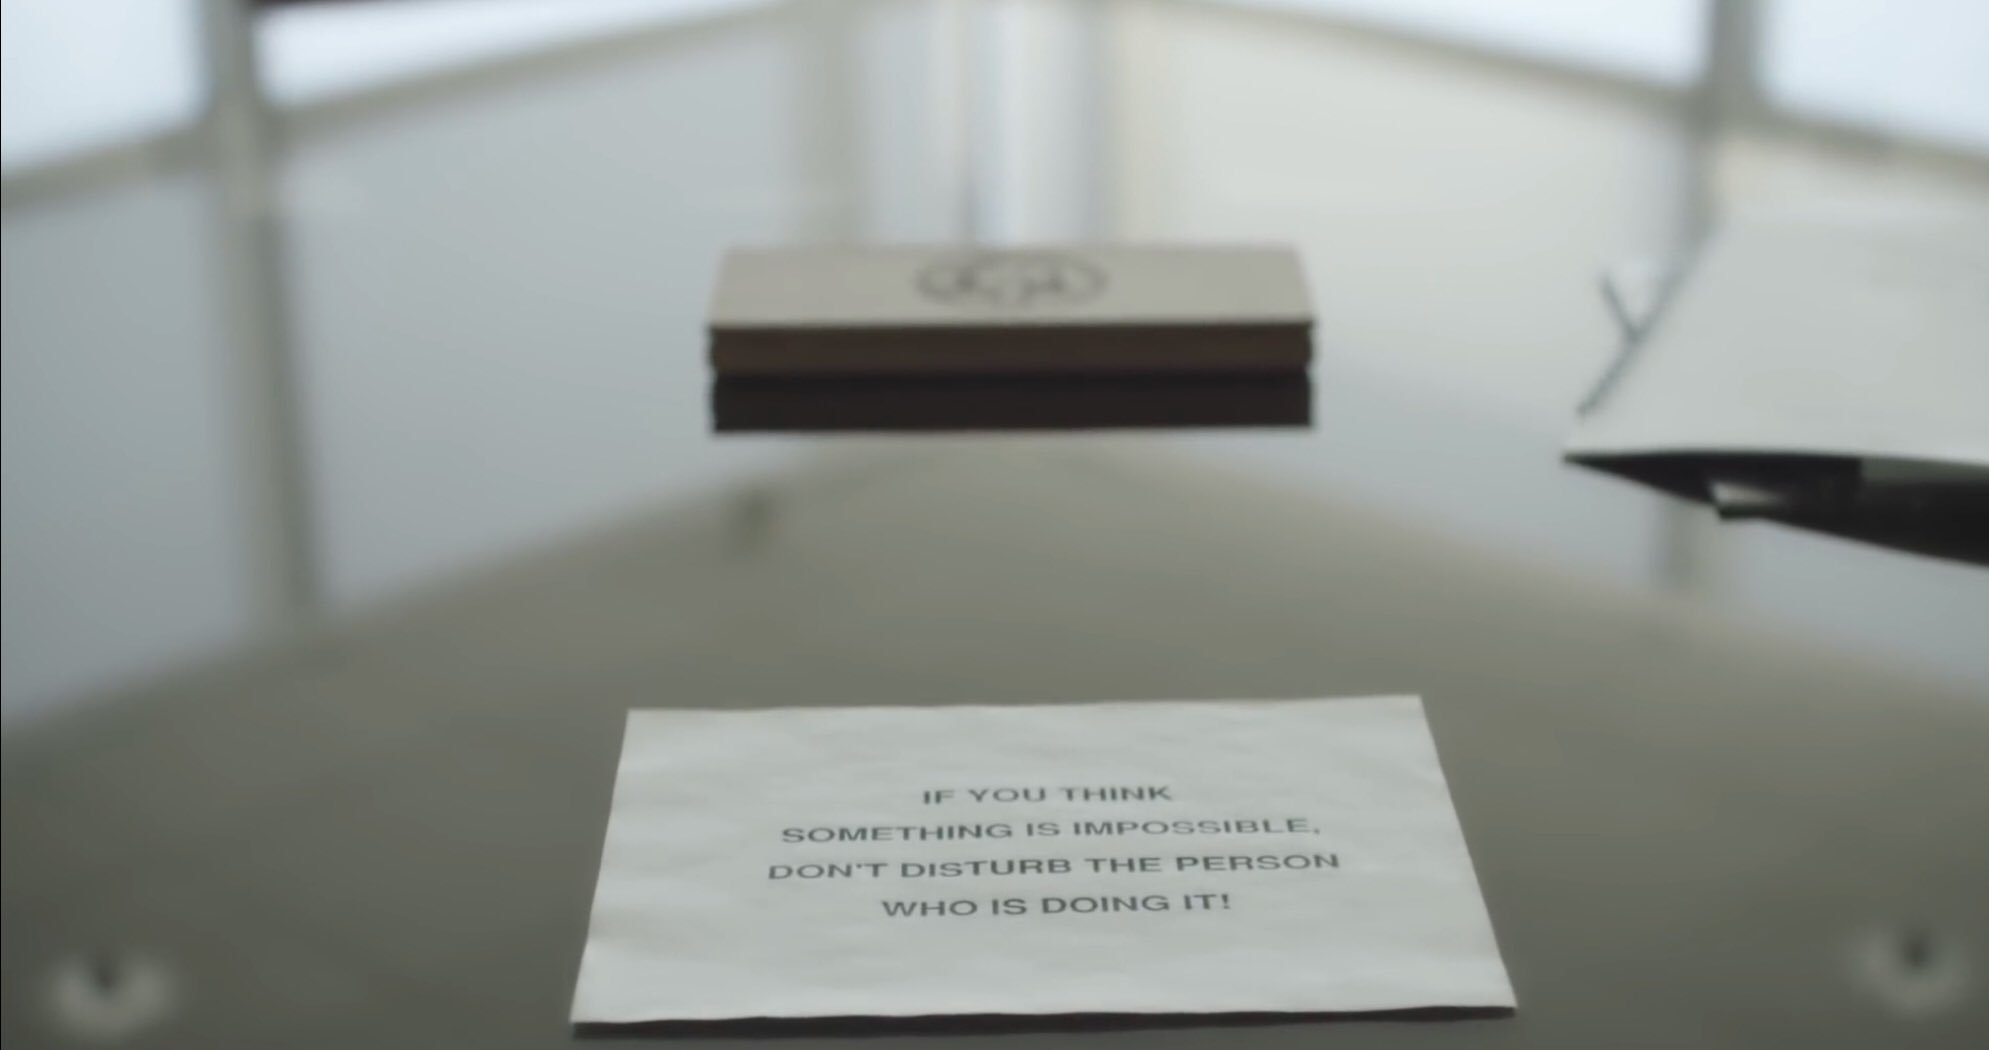 IF YOU THINK
SOMETHING IS IMPOSSIBLE,
DON'T DISTURB THE PERSON
WHO IS DOING IT!